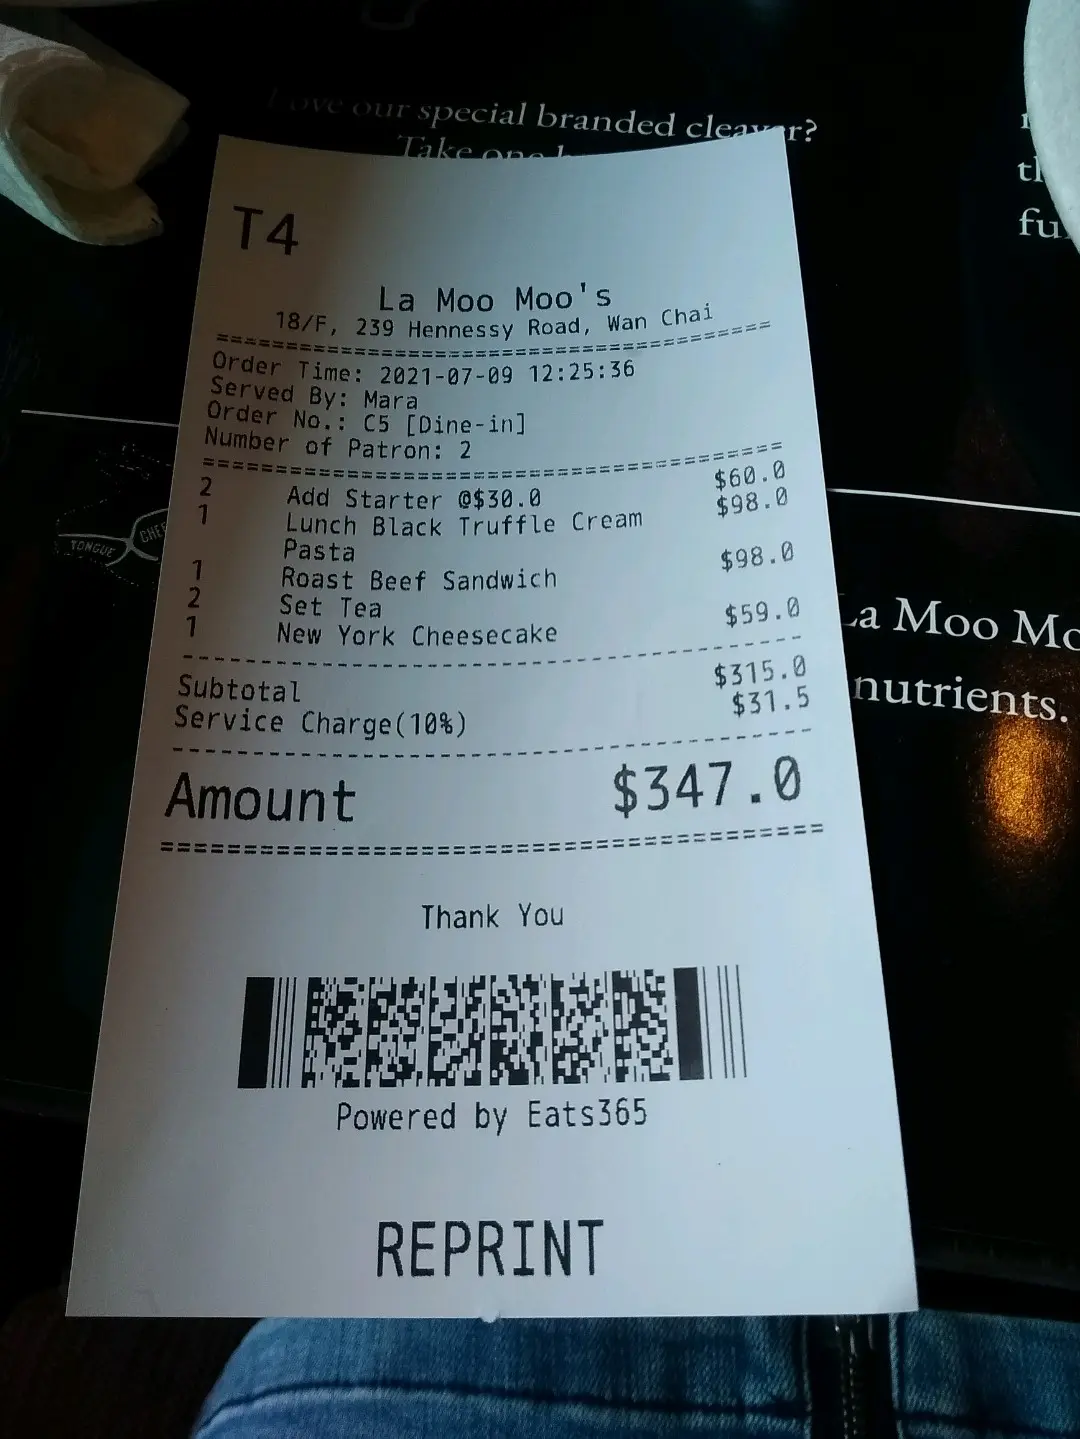 Love our special branded cleaver?
Take one
T4
La Moo Moo's
18/F, 239 Hennessy Road, Wan Chai
================================================
Order Time: 2021-07-09 12:25:36
Served By: Mara
Order No.: C5 [Dine-in]
Number of Patron: 2
================================================
2 Add Starter @$30.0 $60.0
1 Lunch Black Truffle Cream $98.0
Pasta
1 Roast Beef Sandwich $98.0
2 Set Tea
1 New York Cheesecake $59.0
------------------------------------------------
Subtotal $315.0
Service Charge(10%) $31.5
------------------------------------------------
Amount $347.0
================================================
Thank You
Powered by Eats365
REPRINT
TONGUE
La Moo
nutrients.